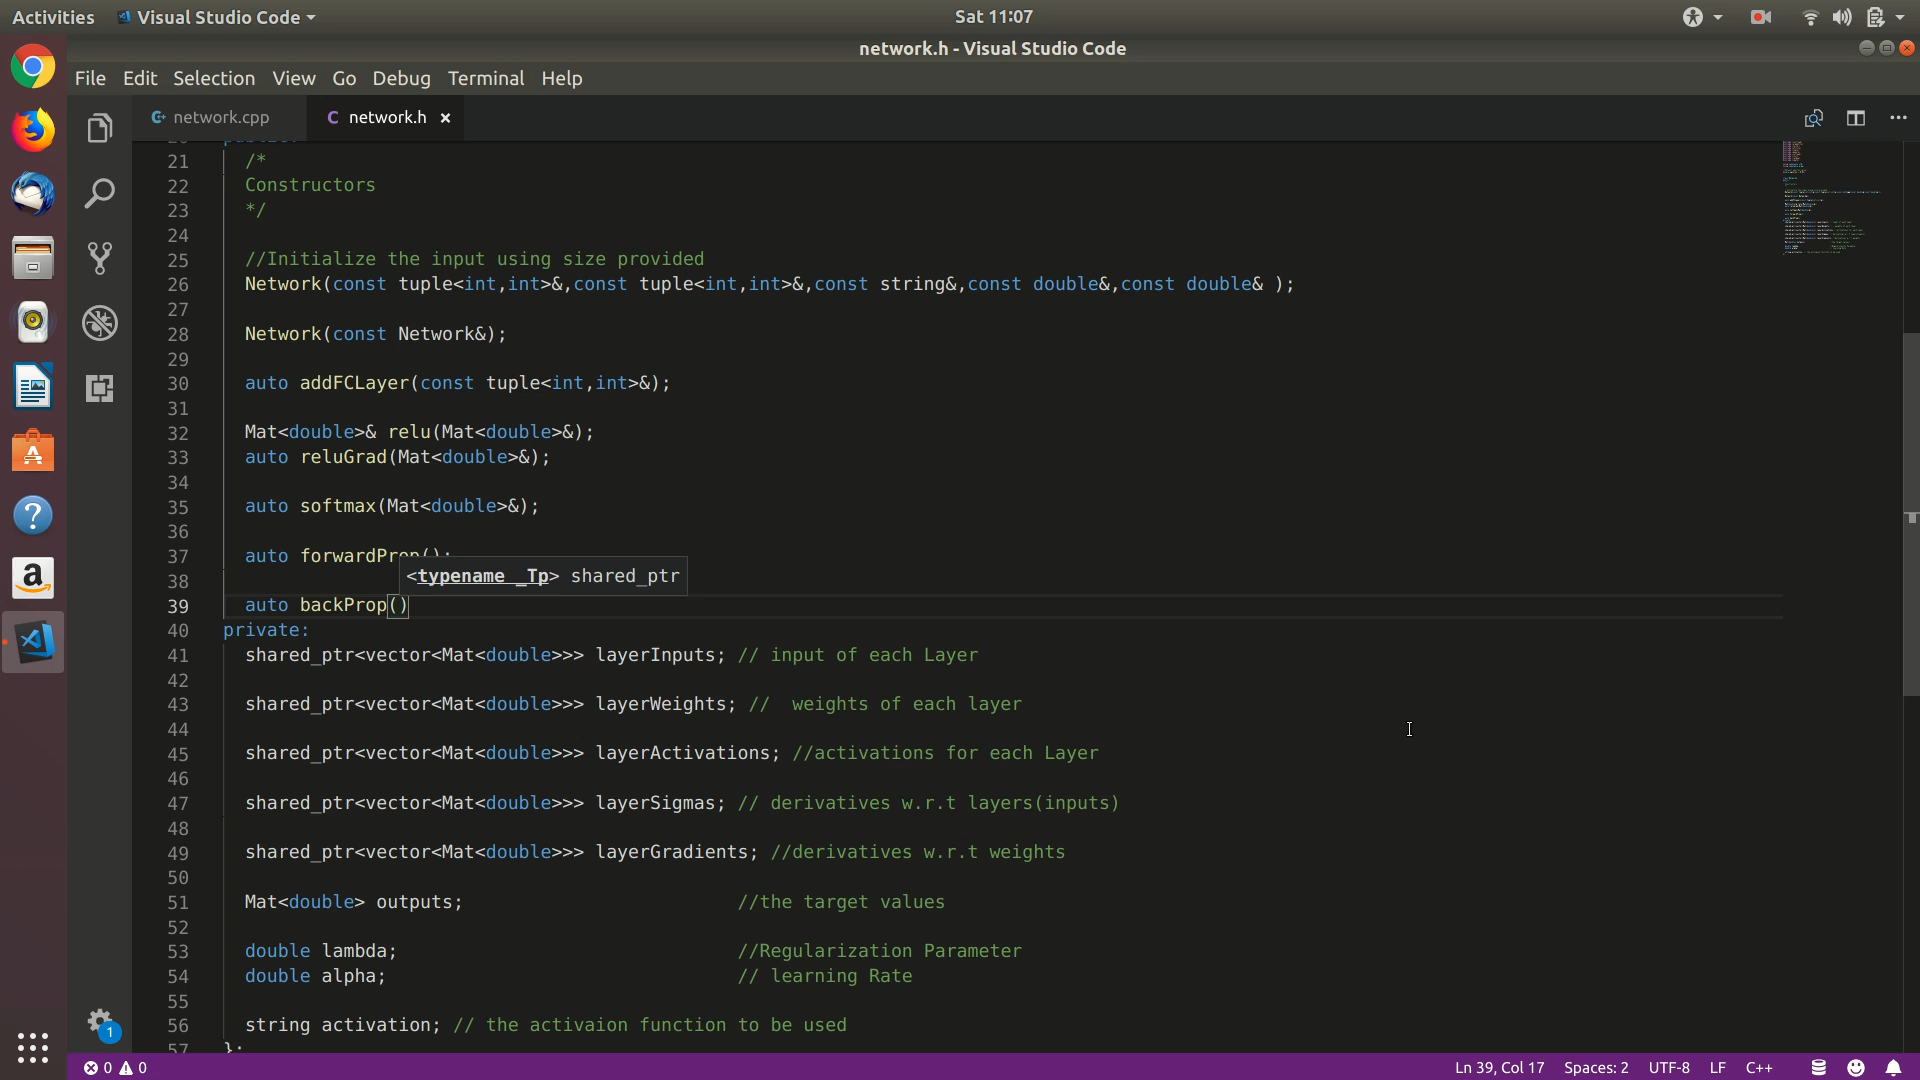 Activities Visual Studio Code Sat 11:07
network.h - Visual Studio Code
File Edit Selection View Go Debug Terminal Help
network.cpp C network.h
21 /*
22 Constructors
23 */
24
25 //Initialize the input using size provided
26 Network(const tuple<int,int>&,const tuple<int,int>&,const string&,const double&,const double& );
27
28 Network(const Network&);
29
30 auto addFCLayer(const tuple<int,int>&);
31
32 Mat<double>& relu(Mat<double>&);
33 auto reluGrad(Mat<double>&);
34
35 auto softmax(Mat<double>&);
36
37 auto forwardProp();
<typename _Tp> shared_ptr
38
39 auto backProp()
40 private:
41 shared_ptr<vector<Mat<double>>> layerInputs; // input of each Layer
42
43 shared_ptr<vector<Mat<double>>> layerWeights; //  weights of each layer
44
45 shared_ptr<vector<Mat<double>>> layerActivations; //activations for each Layer
46
47 shared_ptr<vector<Mat<double>>> layerSigmas; // derivatives w.r.t layers(inputs)
48
49 shared_ptr<vector<Mat<double>>> layerGradients; //derivatives w.r.t weights
50
51 Mat<double> outputs; //the target values
52
53 double lambda; //Regularization Parameter
54 double alpha; // learning Rate
55
56 string activation; // the activaion function to be used
57 };
1
0 0 Ln 39, Col 17 Spaces: 2 UTF-8 LF C++